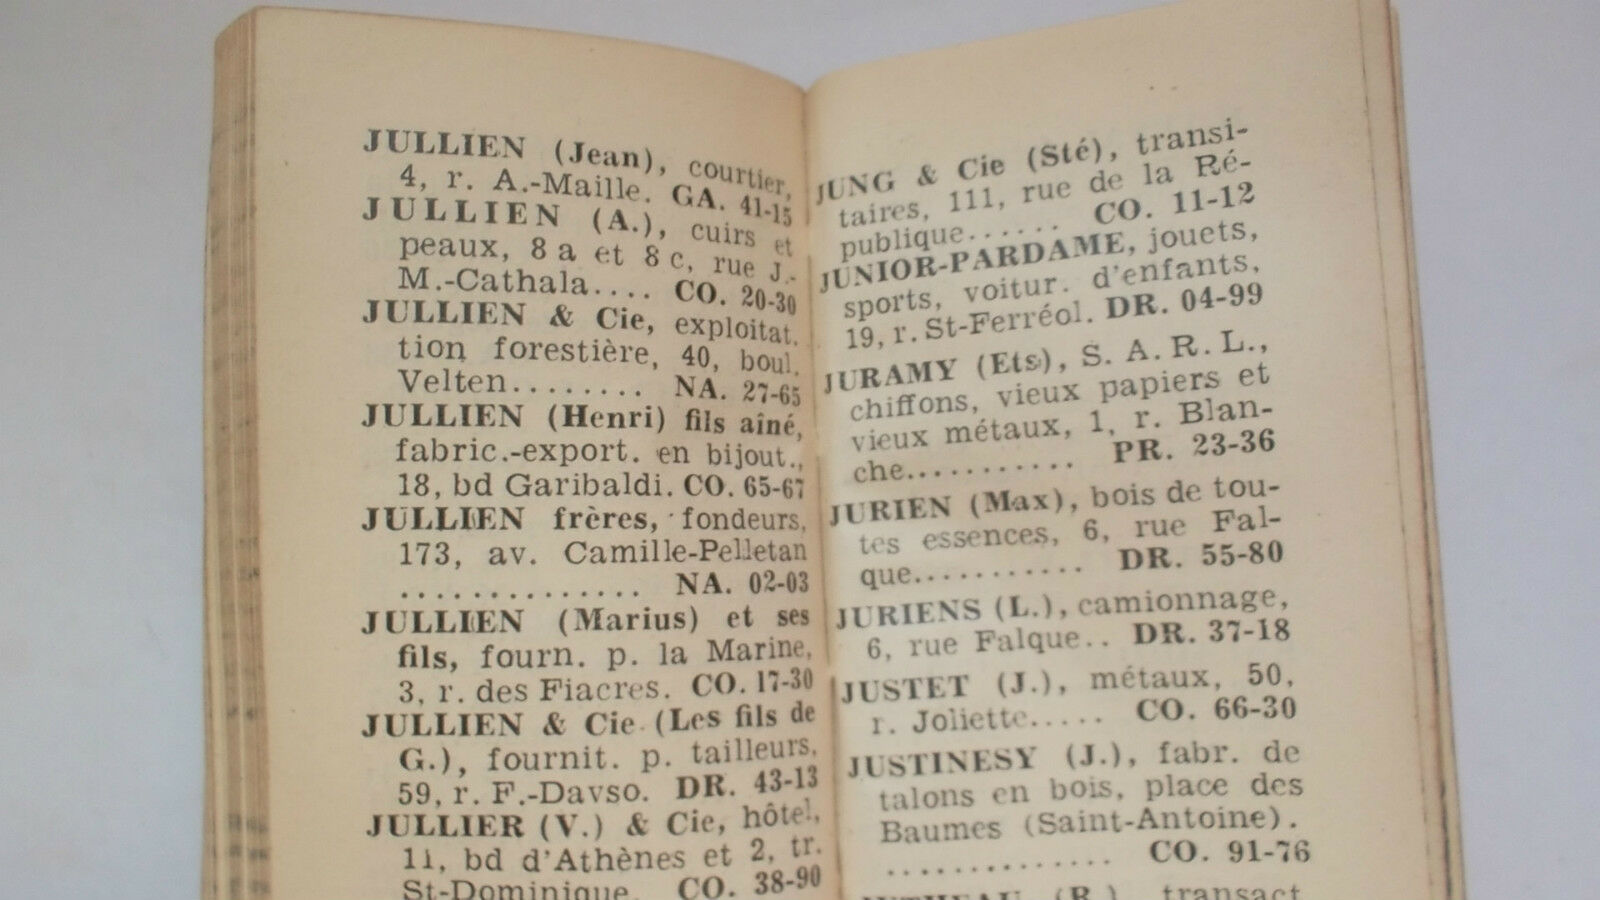 JULLIEN (Jean), courtier,
4, r. A.-Maille. GA. 41-15
JULLIEN (A.), cuirs et
peaux, 8 a et 8 c, rue J.-
M.-Cathala.... CO. 20-30
JULLIEN & Cie, exploitat.
tion forestière, 40, boul.
Velten........ NA. 27-65
JULLIEN (Henri) fils aîné,
fabric.-export. en bijout.,
18, bd Garibaldi. CO. 65-67
JULLIEN frères, fondeurs,
173, av. Camille-Pelletan
.............. NA. 02-03
JULLIEN (Marius) et ses
fils, fourn. p. la Marine,
3, r. des Fiacres. CO. 17-30
JULLIEN & Cie (Les fils de
G.), fournit. p. tailleurs,
59, r. F.-Davso. DR. 43-13
JULLIER (V.) & Cie, hôtel,
11, bd d'Athènes et 2, tr.
St-Dominique. CO. 38-90
JUNG & Cie (Sté), transi-
taires, 111, rue de la Ré-
publique...... CO. 11-12
JUNIOR-PARDAME, jouets,
sports, voitur. d'enfants,
19, r. St-Ferréol. DR. 04-99
JURAMY (Ets), S. A. R. L.,
chiffons, vieux papiers et
vieux métaux, 1, r. Blan-
che........... PR. 23-36
JURIEN (Max), bois de tou-
tes essences, 6, rue Fal-
que........... DR. 55-80
JURIENS (L.), camionnage,
6, rue Falque.. DR. 37-18
JUSTET (J.), métaux, 50,
r. Joliette..... CO. 66-30
JUSTINESY (J.), fabr. de
talons en bois, place des
Baumes (Saint-Antoine).
.............. CO. 91-76
(R.), transact